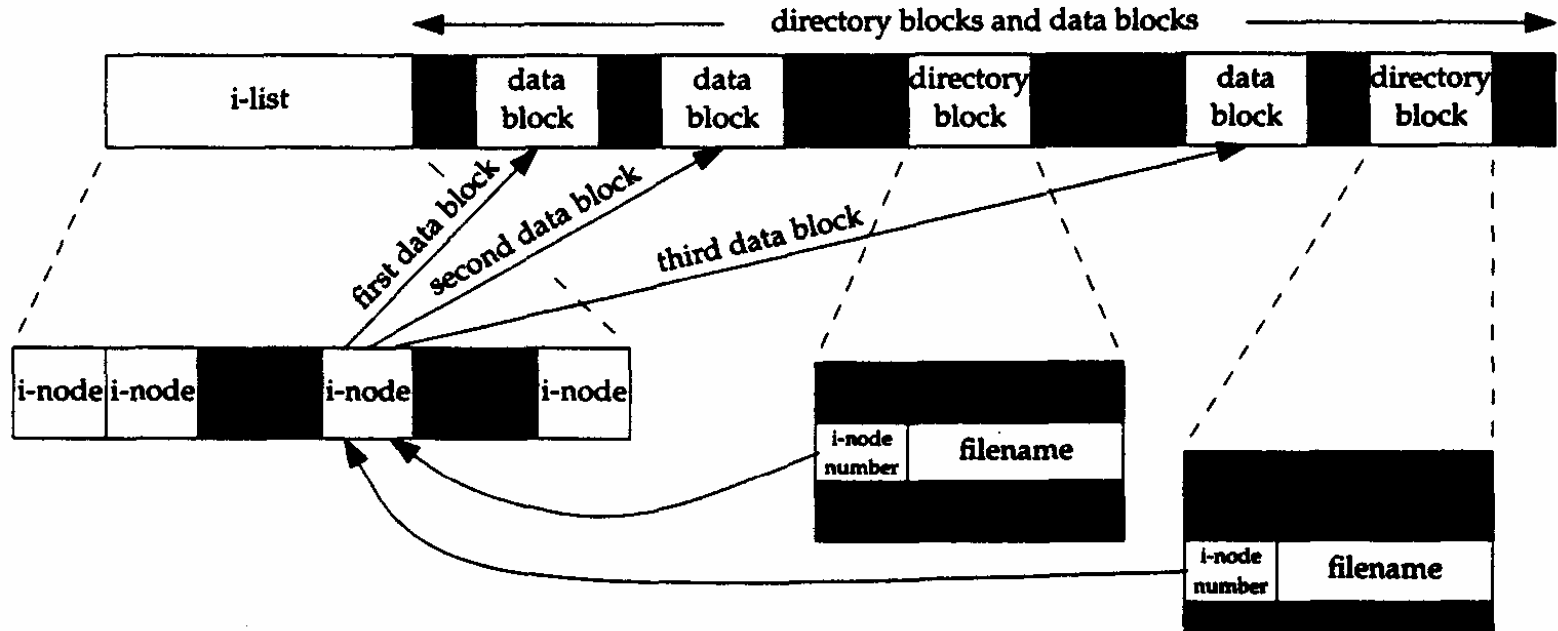 directory blocks and data blocks
i-list
data
block
data
block
directory
block
data
block
directory
block
first data block
second data block
third data block
i-node
i-node
i-node
i-node
i-node
number
filename
i-node
number
filename